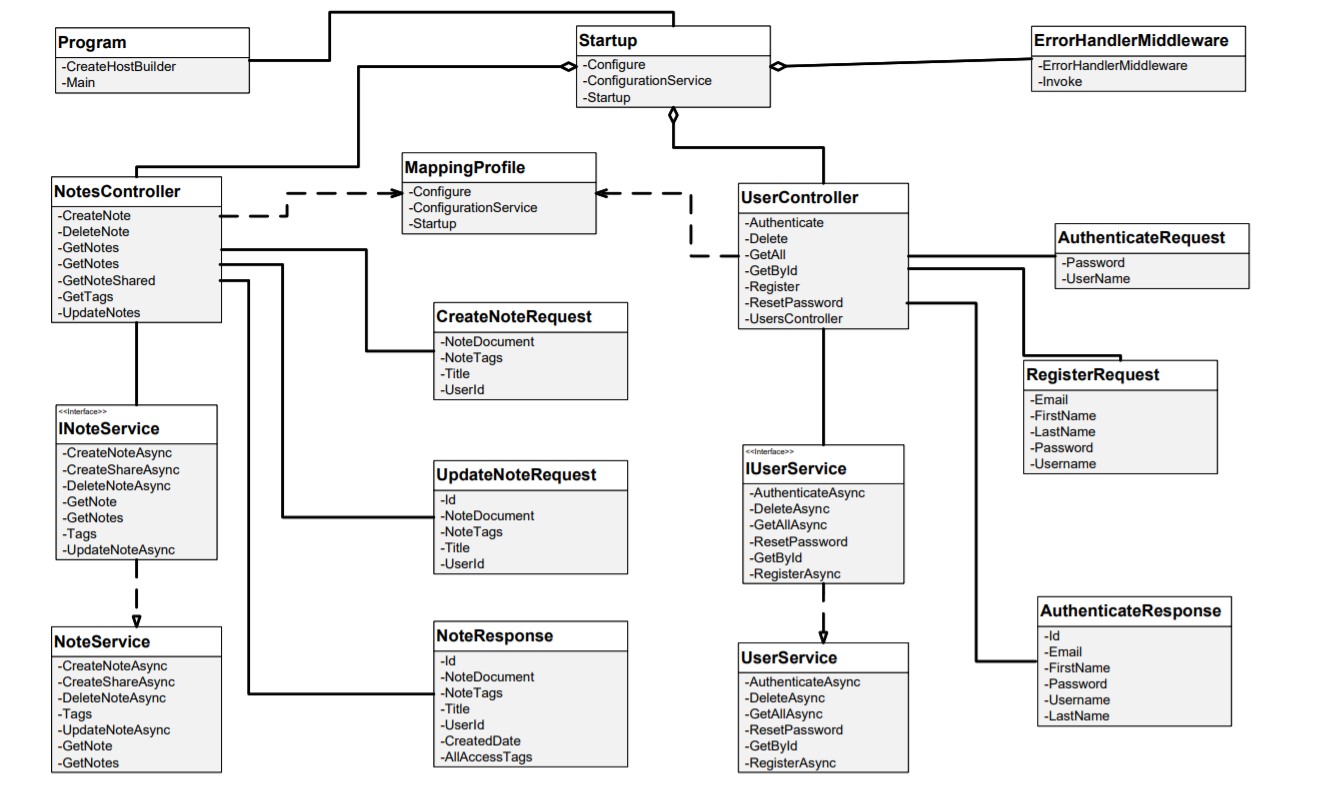 Program
-CreateHostBuilder
-Main
Startup
-Configure
-ConfigurationService
-Startup
ErrorHandlerMiddleware
-ErrorHandlerMiddleware
-Invoke
MappingProfile
-Configure
-ConfigurationService
-Startup
NotesController
-CreateNote
-DeleteNote
-GetNotes
-GetNotes
-GetNoteShared
-GetTags
-UpdateNotes
UserController
-Authenticate
-Delete
-GetAll
-GetById
-Register
-ResetPassword
-UsersController
AuthenticateRequest
-Password
-UserName
CreateNoteRequest
-NoteDocument
-NoteTags
-Title
-UserId
RegisterRequest
-Email
-FirstName
-LastName
-Password
-Username
<<Interface>>
INoteService
-CreateNoteAsync
-CreateShareAsync
-DeleteNoteAsync
-GetNote
-GetNotes
-Tags
-UpdateNoteAsync
UpdateNoteRequest
-Id
-NoteDocument
-NoteTags
-Title
-UserId
<<Interface>>
IUserService
-AuthenticateAsync
-DeleteAsync
-GetAllAsync
-ResetPassword
-GetById
-RegisterAsync
NoteService
-CreateNoteAsync
-CreateShareAsync
-DeleteNoteAsync
-Tags
-UpdateNoteAsync
-GetNote
-GetNotes
NoteResponse
-Id
-NoteDocument
-NoteTags
-Title
-UserId
-CreatedDate
-AllAccessTags
UserService
-AuthenticateAsync
-DeleteAsync
-GetAllAsync
-ResetPassword
-GetById
-RegisterAsync
AuthenticateResponse
-Id
-Email
-FirstName
-Password
-Username
-LastName